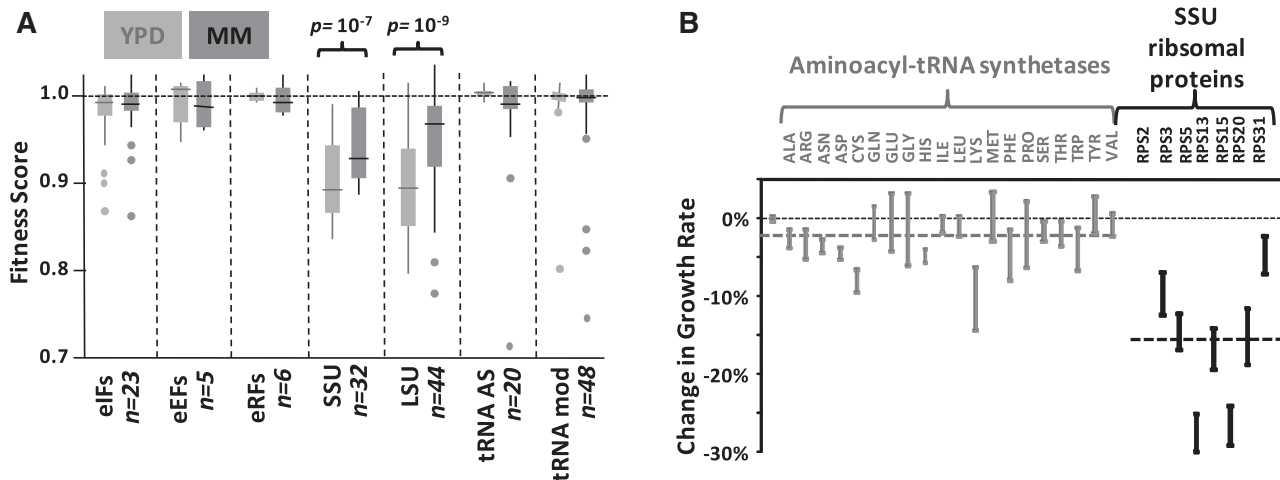 A
YPD
MM
p= 10-7
p= 10-9
Fitness Score
1.0
0.9
0.8
0.7
eIFs
n=23
eEFs
n=5
eRFs
n=6
SSU
n=32
LSU
n=44
tRNA AS
n=20
tRNA mod
n=48
B
Aminoacyl-tRNA synthetases
SSU
ribsomal
proteins
ALA
ARG
ASN
ASP
CYS
GLN
GLU
GLY
HIS
ILE
LEU
LYS
MET
PHE
PRO
SER
THR
TRP
TYR
VAL
RPS2
RPS3
RPS5
RPS13
RPS15
RPS20
RPS31
Change in Growth Rate
0%
-10%
-20%
-30%